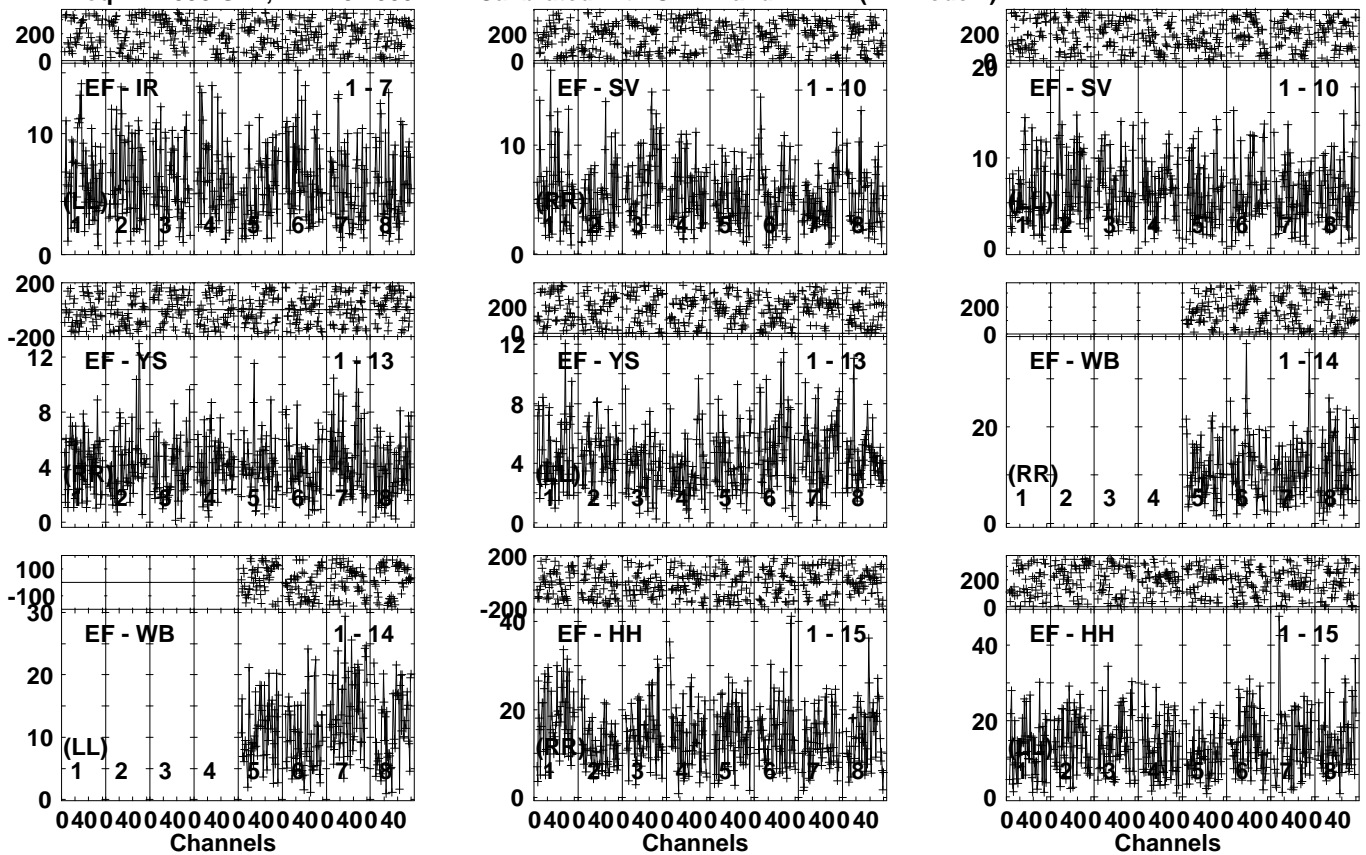 200 0 EF - IR 1 - 7 10 (LL) 1 2 3 4 5 6 7 8 0
200 0 EF - SV 1 - 10 10 (RR) 1 2 3 4 5 6 7 8 0
200 0 20 EF - SV 1 - 10 10 (LL) 1 2 3 4 5 6 7 8 0
200 -200 12 EF - YS 1 - 13 8 4 (RR) 1 2 3 4 5 6 7 8 0
200 0 12 EF - YS 1 - 13 8 4 (LL) 1 2 3 4 5 6 7 8 0
200 0 EF - WB 1 - 14 20 (RR) 1 2 3 4 5 6 7 8 0
100 -100 30 EF - WB 1 - 14 20 10 (LL) 1 2 3 4 5 6 7 8 0
200 -200 40 EF - HH 1 - 15 20 (RR) 1 2 3 4 5 6 7 8 0
200 0 40 EF - HH 1 - 15 20 (LL) 1 2 3 4 5 6 7 8 0
0 40 0 40 0 40 0 40 0 40 0 40 0 40 0 40
0 40 0 40 0 40 0 40 0 40 0 40 0 40 0 40
0 40 0 40 0 40 0 40 0 40 0 40 0 40 0 40
Channels
Channels
Channels